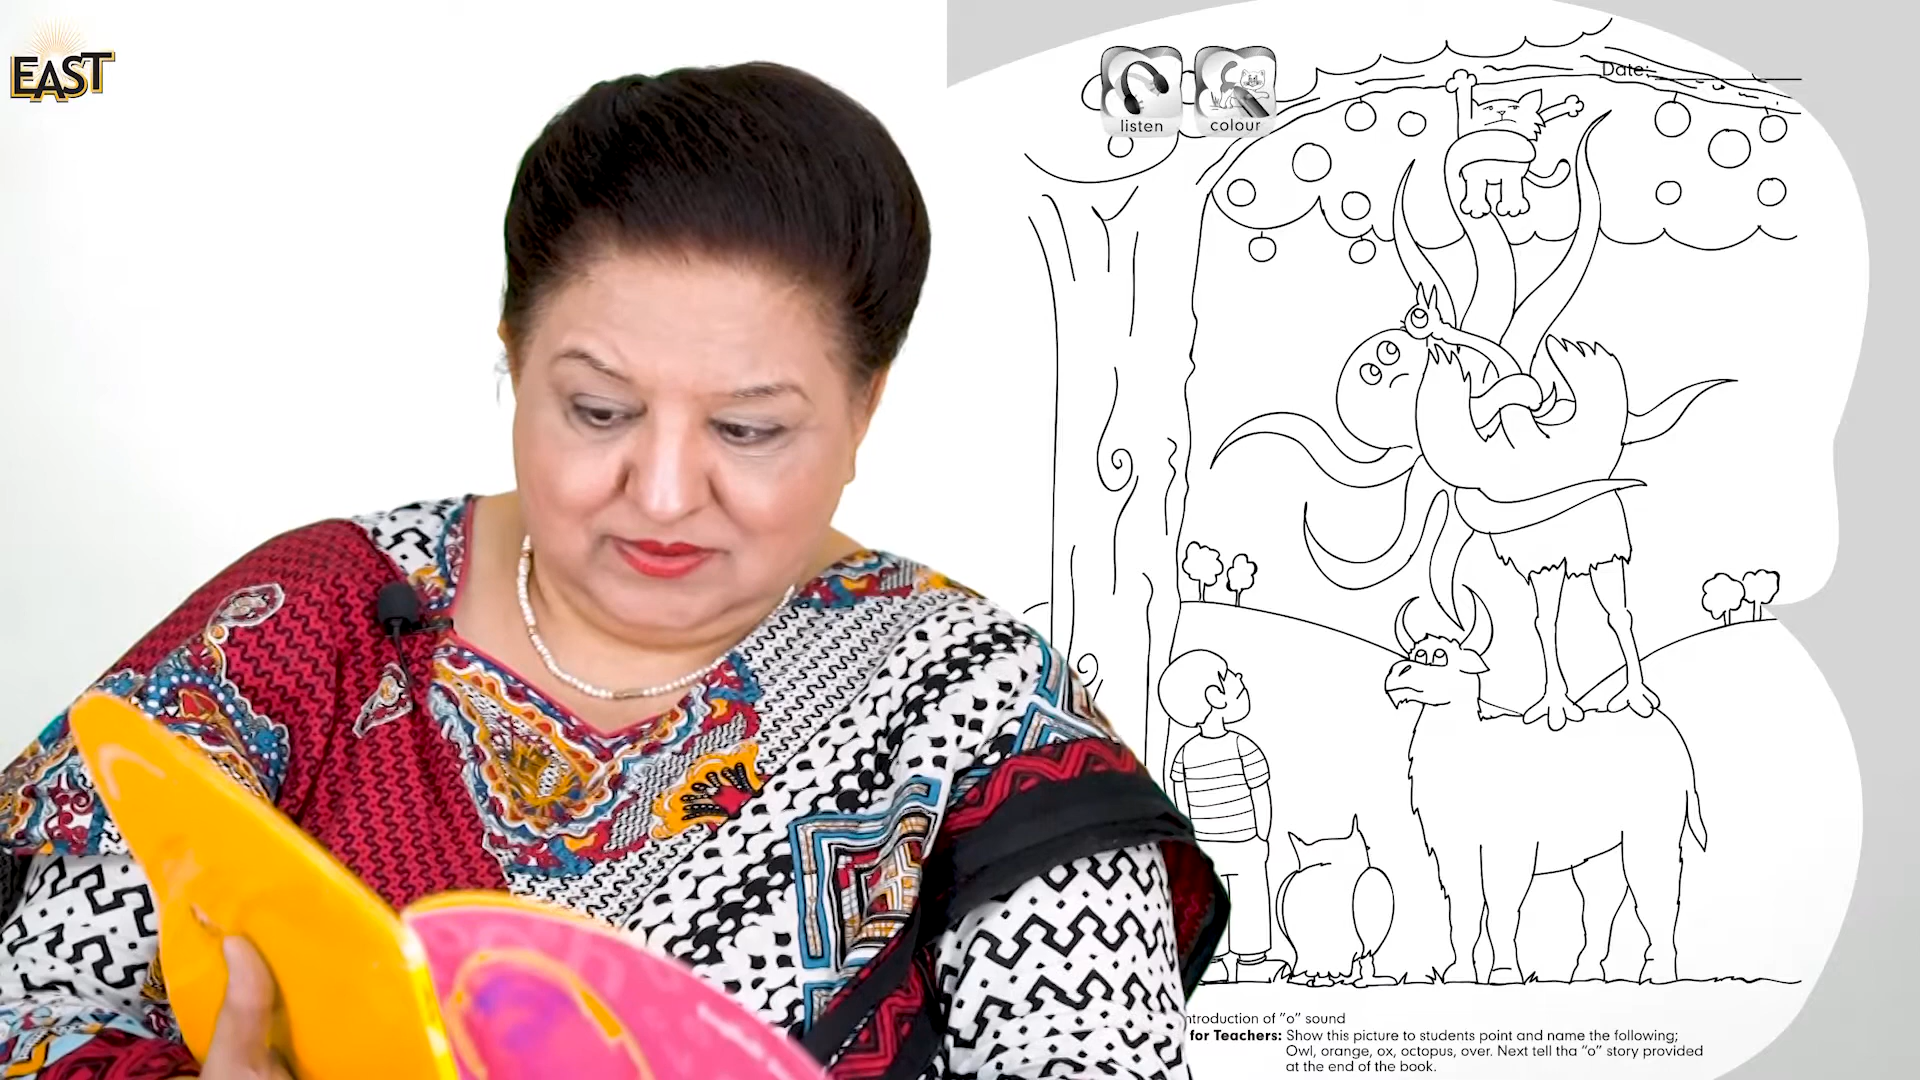 EAST
listen
colour
Date:
ntroduction of "o" sound
for Teachers: Show this picture to students point and name the following;
Owl, orange, ox, octopus, over. Next tell tha "o" story provided
at the end of the book.